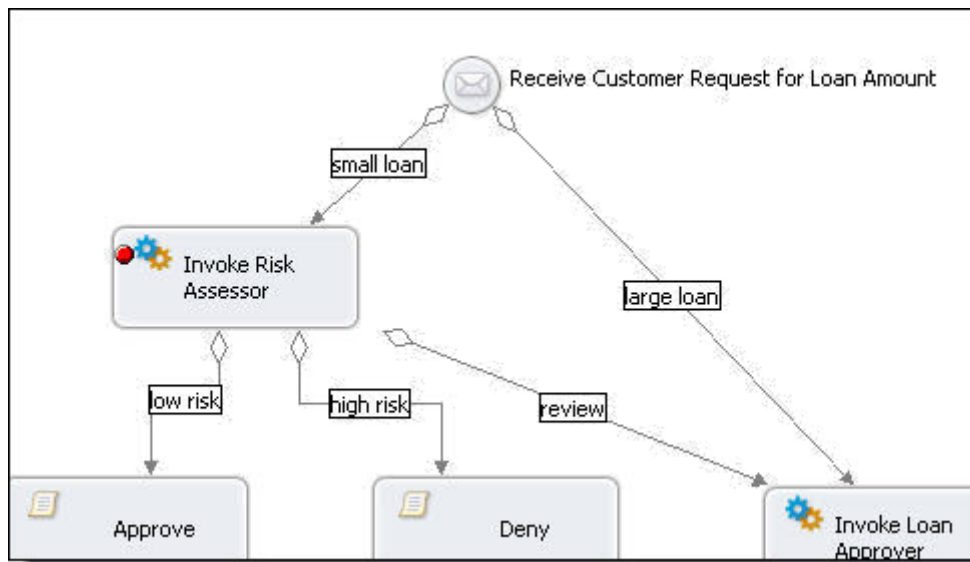 Receive Customer Request for Loan Amount
small loan
Invoke Risk
Assessor
large loan
low risk
high risk
review
Approve
Deny
Invoke Loan
Approver